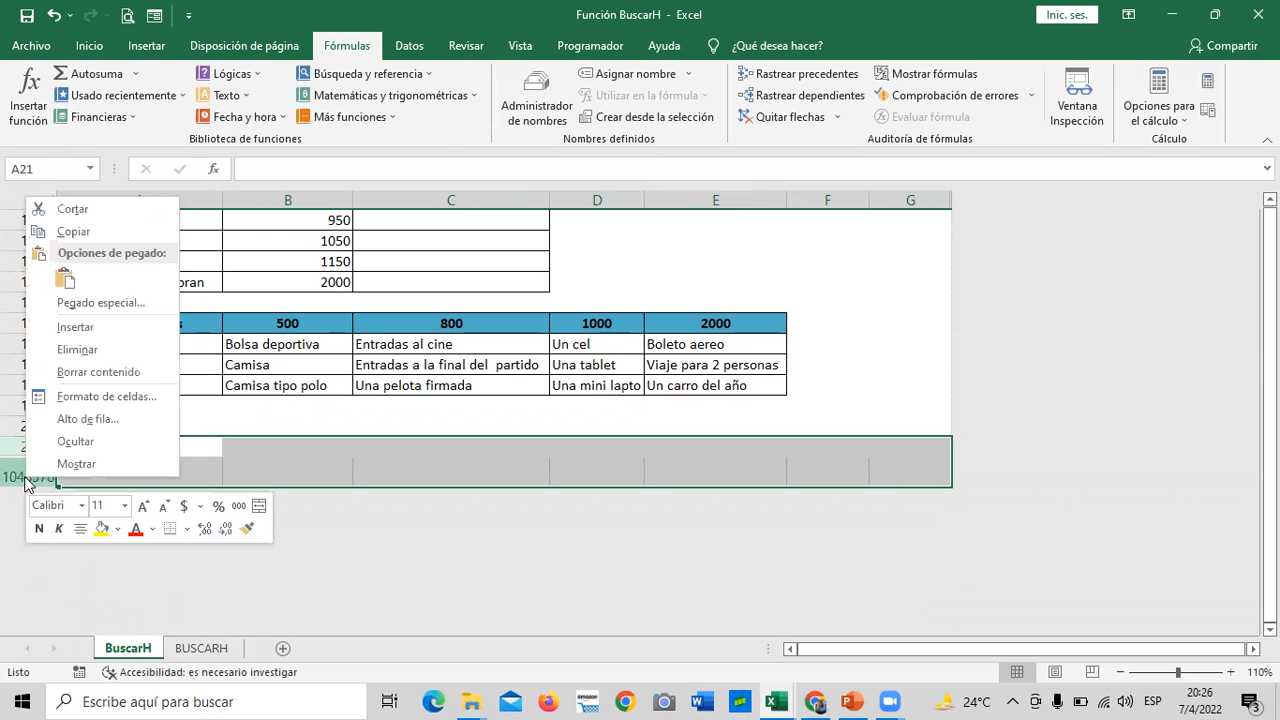 Función BuscarH - Excel
Inic. ses.
Archivo Inicio Insertar Disposición de página Fórmulas Datos Revisar Vista Programador Ayuda ¿Qué desea hacer? Compartir
Insertar función
Autosuma
Usado recientemente
Financieras
Lógicas
Texto
Fecha y hora
Búsqueda y referencia
Matemáticas y trigonométricas
Más funciones
Biblioteca de funciones
Administrador de nombres
Asignar nombre
Utilizar en la fórmula
Crear desde la selección
Nombres definidos
Rastrear precedentes
Rastrear dependientes
Quitar flechas
Mostrar fórmulas
Comprobación de errores
Evaluar fórmula
Auditoría de fórmulas
Ventana Inspección
Opciones para el cálculo
Cálculo
A21
fx
B C D E F G
950
1050
1150
2000
500 800 1000 2000
Bolsa deportiva Entradas al cine Un cel Boleto aereo
Camisa Entradas a la final del partido Una tablet Viaje para 2 personas
Camisa tipo polo Una pelota firmada Una mini lapto Un carro del año
Cortar
Copiar
Opciones de pegado:
Pegado especial...
Insertar
Eliminar
Borrar contenido
Formato de celdas...
Alto de fila...
Ocultar
Mostrar
Calibri 11 A A $ % 000
N K A
BuscarH BUSCARH
Listo Accesibilidad: es necesario investigar 110%
Escribe aquí para buscar
amazon
24°C
ESP
20:26
7/4/2022
3